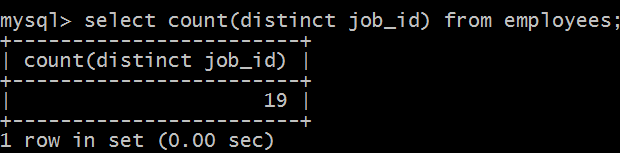 mysql> select count(distinct job_id) from employees;
+------------------------+
| count(distinct job_id) |
+------------------------+
|                     19 |
+------------------------+
1 row in set (0.00 sec)